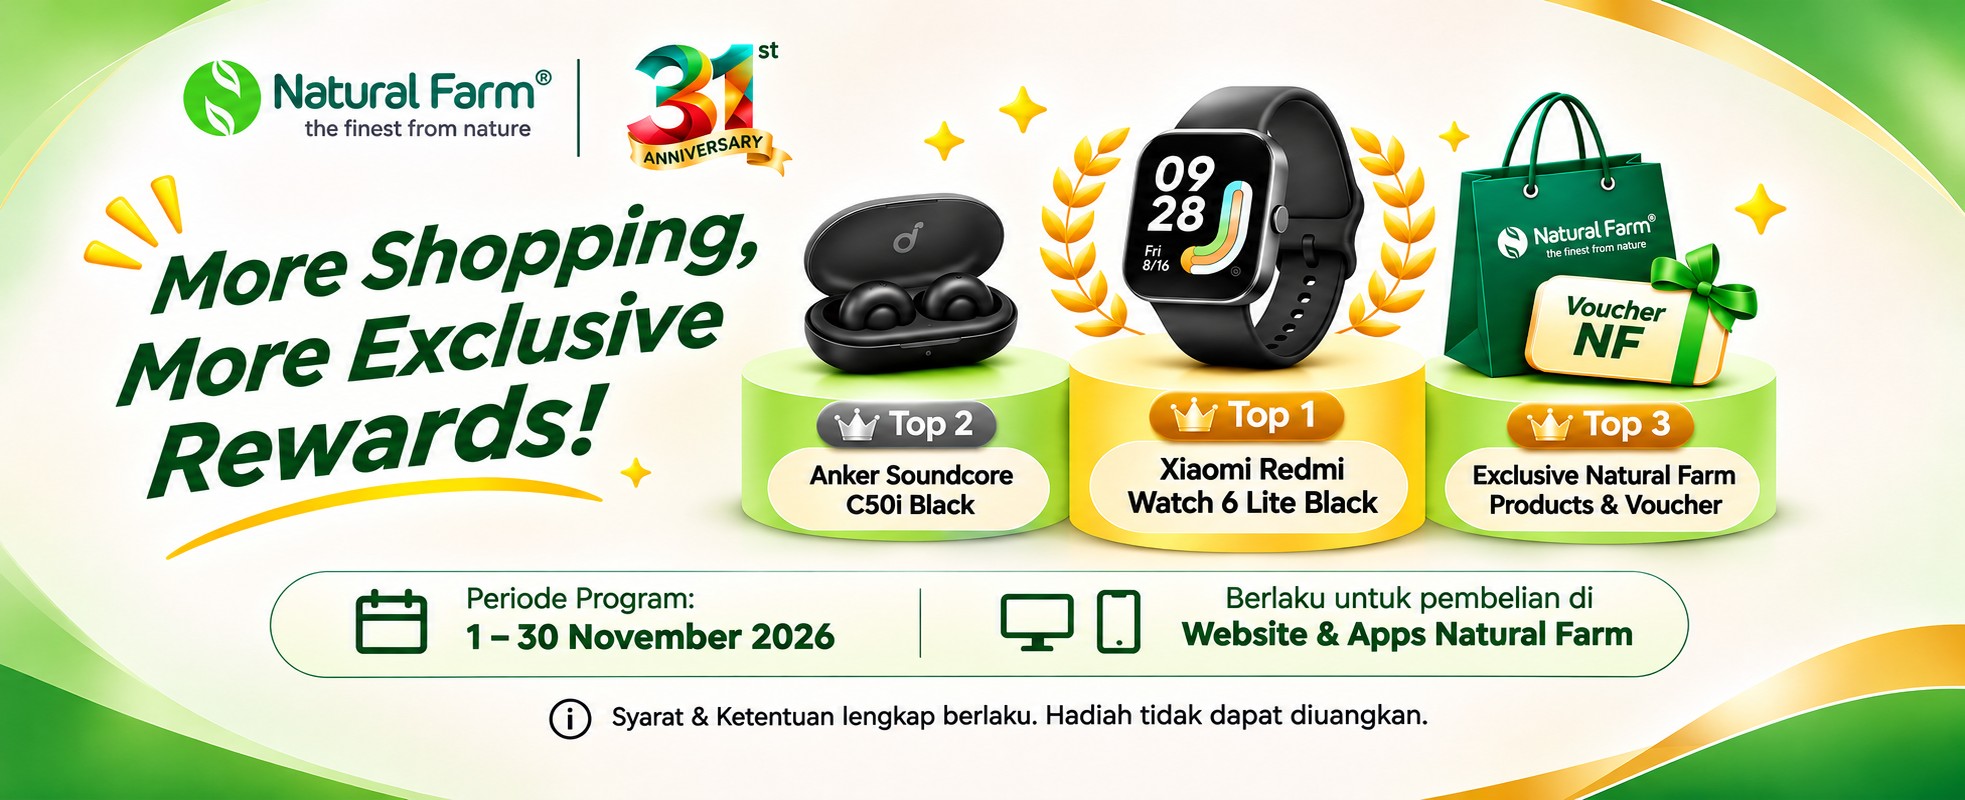 Natural Farm®
the finest from nature
31st
ANNIVERSARY
More Shopping,
More Exclusive
Rewards!
09
28
Fri
8/16
Natural Farm®
the finest from nature
Voucher
NF
Top 2
Anker Soundcore
C50i Black
Top 1
Xiaomi Redmi
Watch 6 Lite Black
Top 3
Exclusive Natural Farm
Products & Voucher
Periode Program:
1 – 30 November 2026
Berlaku untuk pembelian di
Website & Apps Natural Farm
Syarat & Ketentuan lengkap berlaku. Hadiah tidak dapat diuangkan.